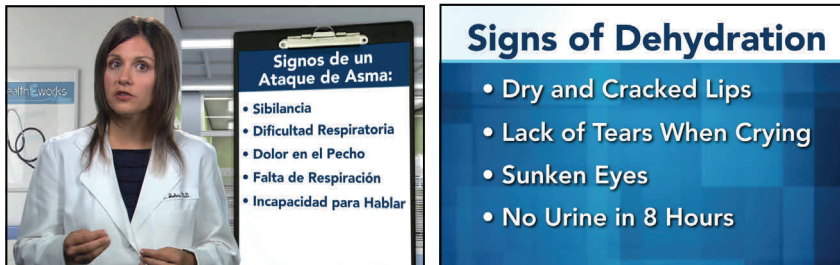 Signos de un
Ataque de Asma:
• Sibilancia
• Dificultad Respiratoria
• Dolor en el Pecho
• Falta de Respiración
• Incapacidad para Hablar
Signs of Dehydration
• Dry and Cracked Lips
• Lack of Tears When Crying
• Sunken Eyes
• No Urine in 8 Hours